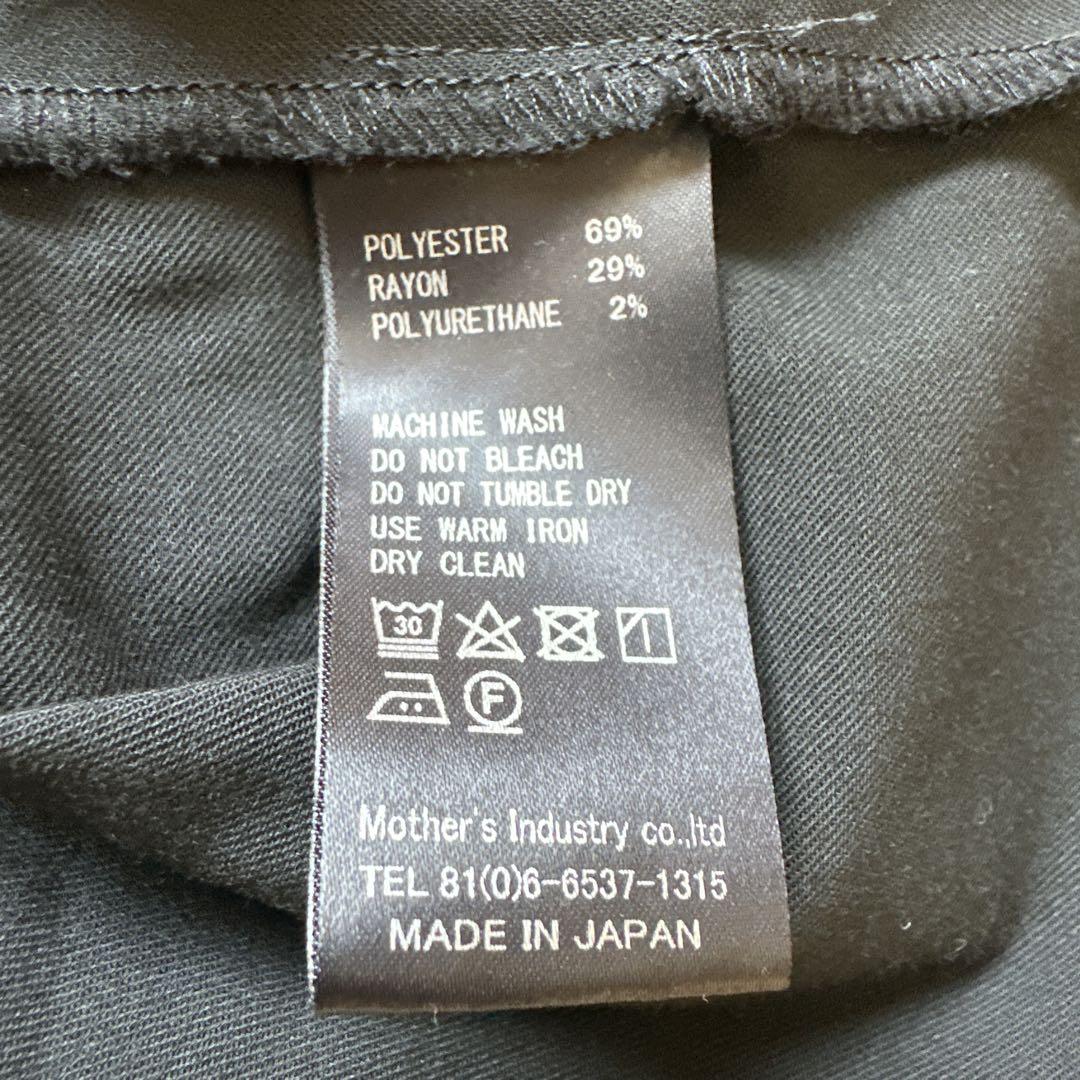 POLYESTER 69%
RAYON 29%
POLYURETHANE 2%
MACHINE WASH
DO NOT BLEACH
DO NOT TUMBLE DRY
USE WARM IRON
DRY CLEAN
30
F
Mother's Industry co.,ltd
TEL 81(0)6-6537-1315
MADE IN JAPAN